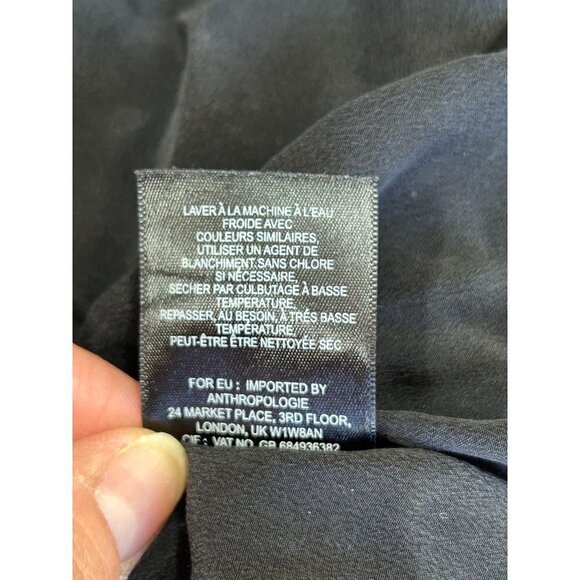 LAVER À LA MACHINE À L'EAU
FROIDE AVEC
COULEURS SIMILAIRES,
UTILISER UN AGENT DE
BLANCHIMENT SANS CHLORE
SI NÉCESSAIRE.
SECHER PAR CULBUTAGE À BASSE
TEMPERATURE.
REPASSER, AU BESOIN, À TRÈS BASSE
TEMPÉRATURE.
PEUT-ÊTRE ÊTRE NETTOYÉE SEC
FOR EU : IMPORTED BY
ANTHROPOLOGIE
24 MARKET PLACE, 3RD FLOOR,
LONDON, UK W1W8AN
CIF : VAT NO. GB 684936382